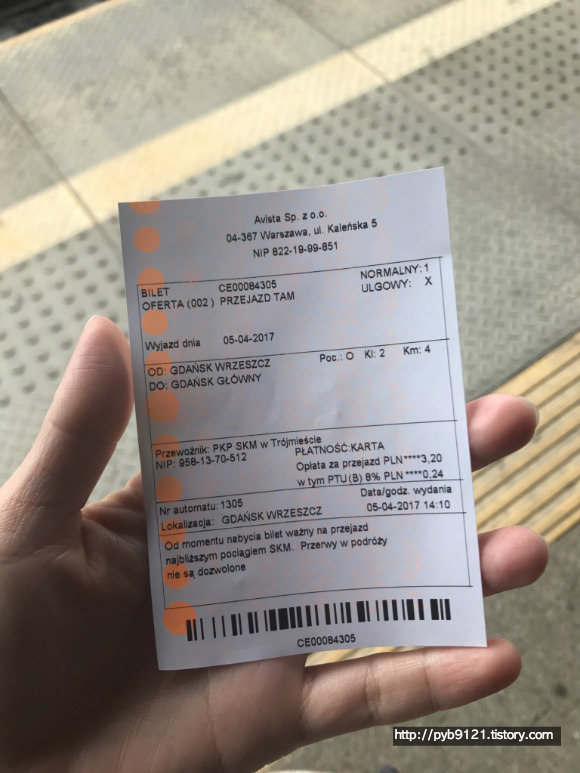 Avista Sp. z o.o.
04-367 Warszawa, ul. Kaleńska 5
NIP 822-19-99-851
BILET CE00084305 NORMALNY: 1
OFERTA (002 ) PRZEJAZD TAM ULGOWY: X
Wyjazd dnia 05-04-2017
OD: GDAŃSK WRZESZCZ Poc.: O Kl: 2 Km: 4
DO: GDAŃSK GŁÓWNY
Przewoźnik: PKP SKM w Trójmieście PŁATNOŚĆ:KARTA
NIP: 958-13-70-512 Opłata za przejazd PLN****3,20
w tym PTU(B) 8% PLN ****0,24
Nr automatu: 1305 Data/godz. wydania
Lokalizacja: GDAŃSK WRZESZCZ 05-04-2017 14:10
Od momentu nabycia bilet ważny na przejazd
najbliższym pociągiem SKM. Przerwy w podróży
nie są dozwolone
CE00084305
http://pyb9121.tistory.com